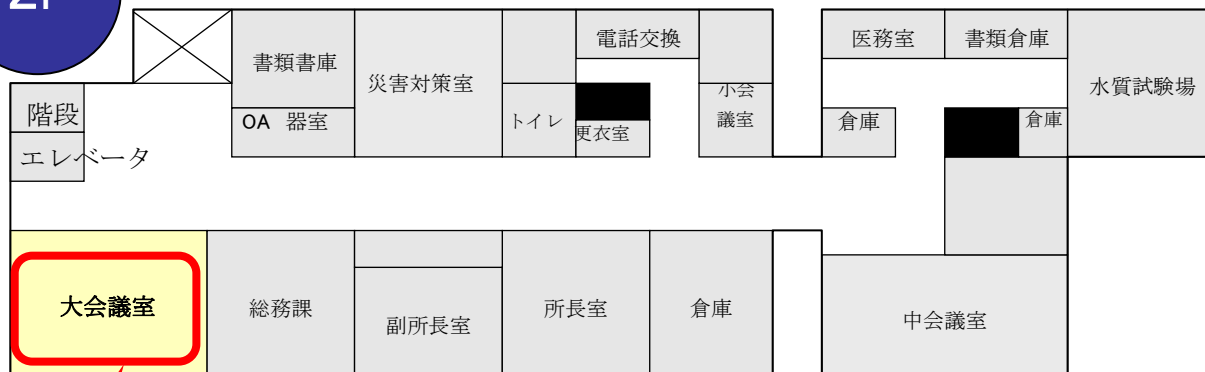 2F
電話交換
医務室
書類倉庫
書類書庫
災害対策室
水質試験場
小会
議室
階段
OA 器室
トイレ
更衣室
倉庫
倉庫
エレベータ
大会議室
総務課
副所長室
所長室
倉庫
中会議室